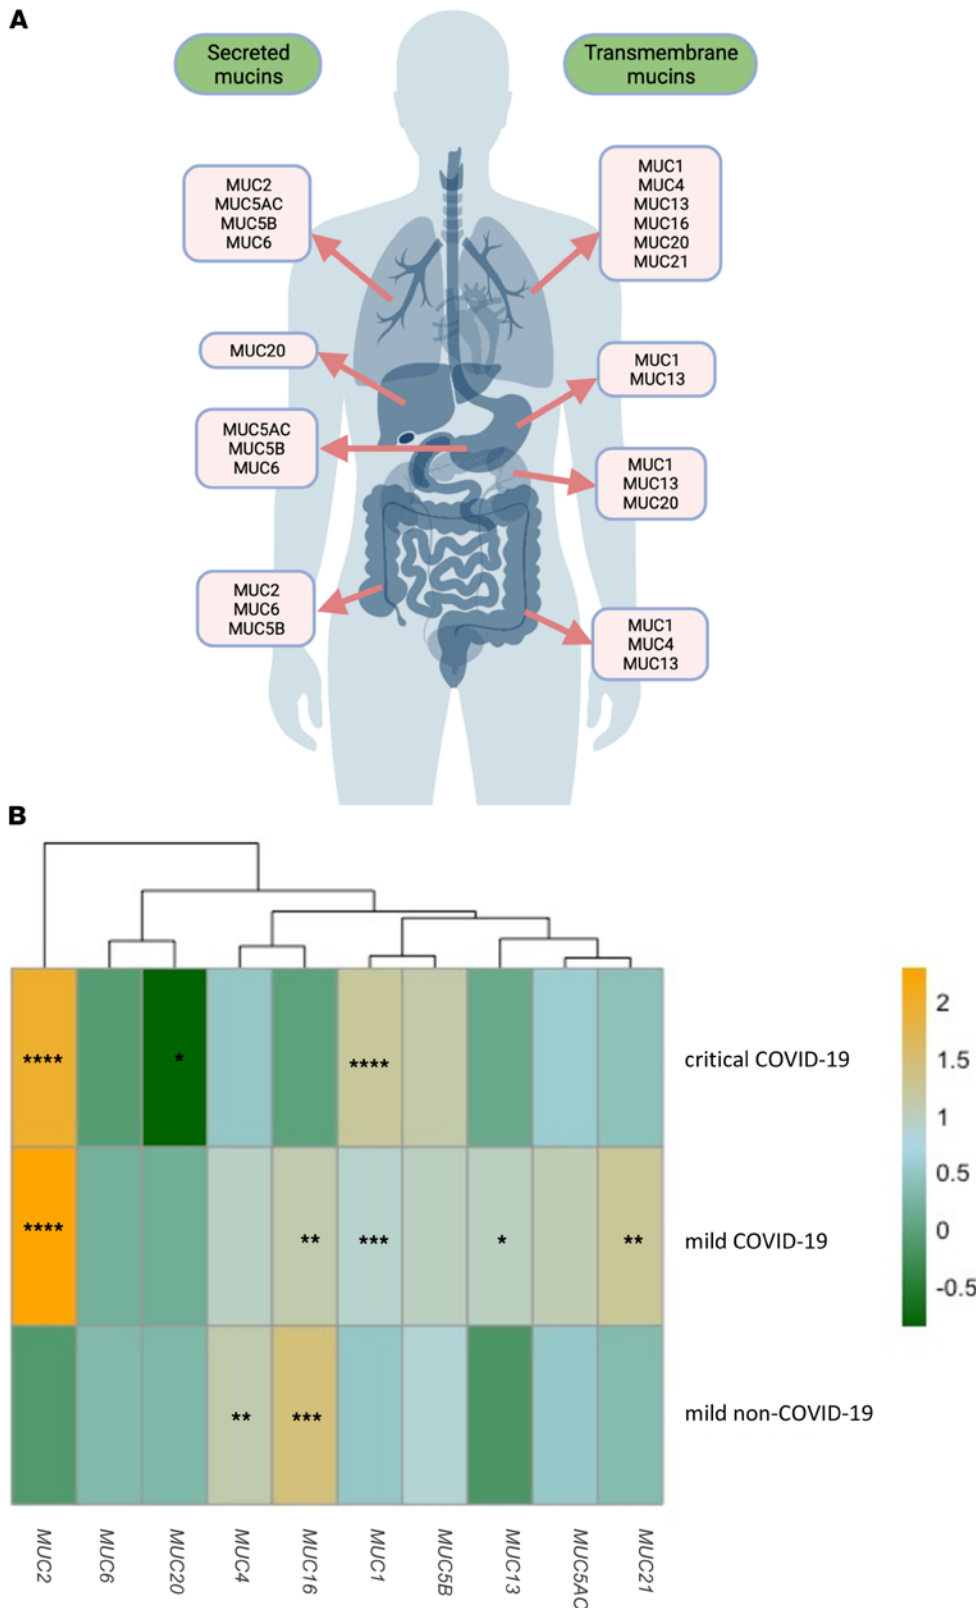 A
Secreted
mucins
Transmembrane
mucins
MUC2
MUC5AC
MUC5B
MUC6
MUC1
MUC4
MUC13
MUC16
MUC20
MUC21
MUC20
MUC1
MUC13
MUC5AC
MUC5B
MUC6
MUC1
MUC13
MUC20
MUC2
MUC6
MUC5B
MUC1
MUC4
MUC13
B
**** * **** critical COVID-19
**** ** *** * ** mild COVID-19
** *** mild non-COVID-19
2
1.5
1
0.5
0
-0.5
MUC2 MUC6 MUC20 MUC4 MUC16 MUC1 MUC5B MUC13 MUC5AC MUC21